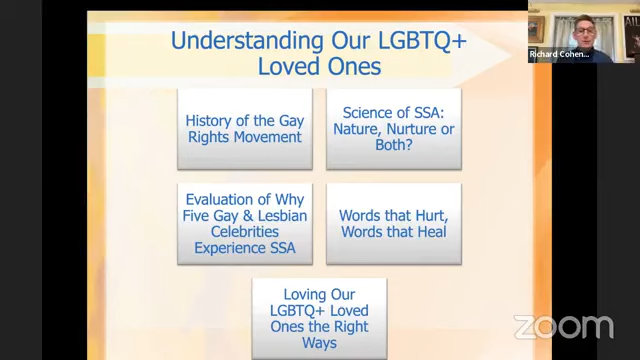 Understanding Our LGBTQ+
Loved Ones
History of the Gay
Rights Movement
Science of SSA:
Nature, Nurture or
Both?
Evaluation of Why
Five Gay & Lesbian
Celebrities
Experience SSA
Words that Hurt,
Words that Heal
Loving Our
LGBTQ+ Loved
Ones the Right
Ways
Richard Cohen...
zoom